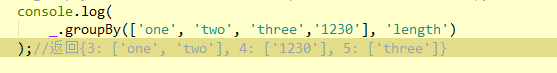 console.log(
_.groupBy(['one', 'two', 'three','1230'], 'length')
);//返回{3: ['one', 'two'], 4: ['1230'], 5: ['three']}